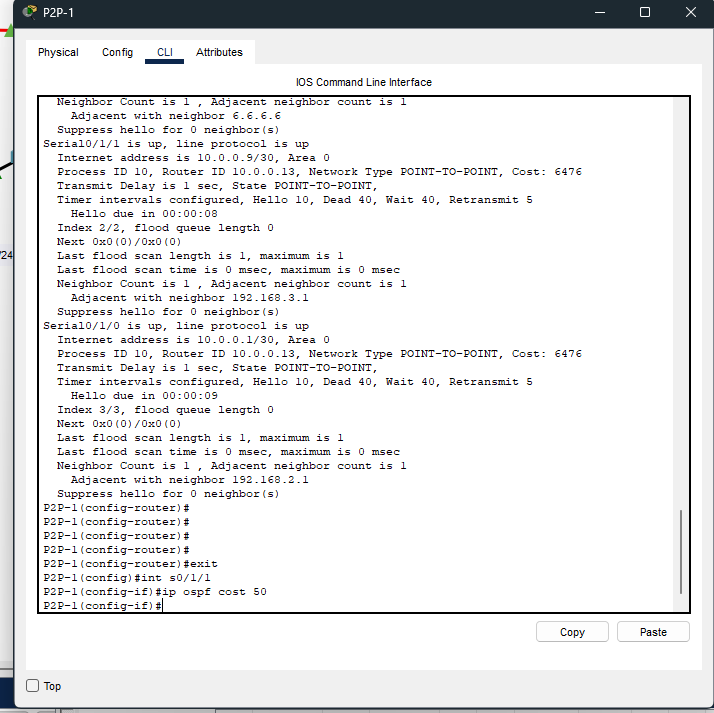 P2P-1
Physical Config CLI Attributes
IOS Command Line Interface
Neighbor Count is 1 , Adjacent neighbor count is 1
Adjacent with neighbor 6.6.6.6
Suppress hello for 0 neighbor(s)
Serial0/1/1 is up, line protocol is up
Internet address is 10.0.0.9/30, Area 0
Process ID 10, Router ID 10.0.0.13, Network Type POINT-TO-POINT, Cost: 6476
Transmit Delay is 1 sec, State POINT-TO-POINT,
Timer intervals configured, Hello 10, Dead 40, Wait 40, Retransmit 5
Hello due in 00:00:08
Index 2/2, flood queue length 0
Next 0x0(0)/0x0(0)
Last flood scan length is 1, maximum is 1
Last flood scan time is 0 msec, maximum is 0 msec
Neighbor Count is 1 , Adjacent neighbor count is 1
Adjacent with neighbor 192.168.3.1
Suppress hello for 0 neighbor(s)
Serial0/1/0 is up, line protocol is up
Internet address is 10.0.0.1/30, Area 0
Process ID 10, Router ID 10.0.0.13, Network Type POINT-TO-POINT, Cost: 6476
Transmit Delay is 1 sec, State POINT-TO-POINT,
Timer intervals configured, Hello 10, Dead 40, Wait 40, Retransmit 5
Hello due in 00:00:09
Index 3/3, flood queue length 0
Next 0x0(0)/0x0(0)
Last flood scan length is 1, maximum is 1
Last flood scan time is 0 msec, maximum is 0 msec
Neighbor Count is 1 , Adjacent neighbor count is 1
Adjacent with neighbor 192.168.2.1
Suppress hello for 0 neighbor(s)
P2P-1(config-router)#
P2P-1(config-router)#
P2P-1(config-router)#
P2P-1(config-router)#
P2P-1(config-router)#exit
P2P-1(config)#int s0/1/1
P2P-1(config-if)#ip ospf cost 50
P2P-1(config-if)#
Copy Paste
Top
/24